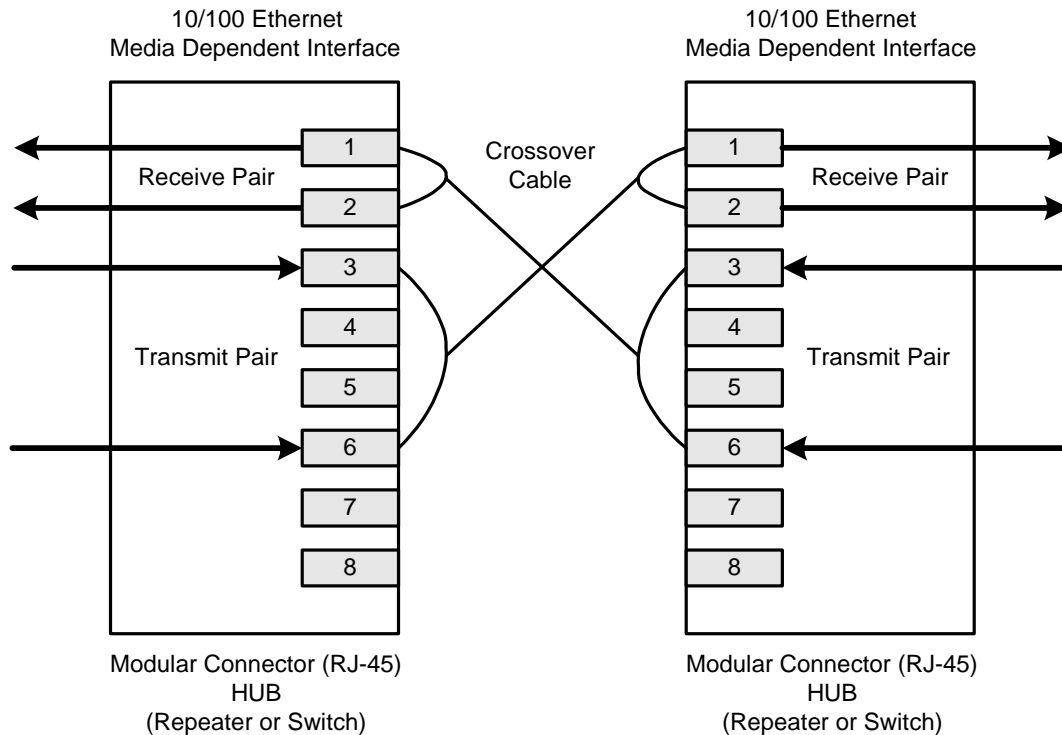 10/100 Ethernet
Media Dependent Interface
10/100 Ethernet
Media Dependent Interface
1
Receive Pair
2
3
4
Transmit Pair
5
6
7
8
Crossover
Cable
1
Receive Pair
2
3
4
Transmit Pair
5
6
7
8
Modular Connector (RJ-45)
HUB
(Repeater or Switch)
Modular Connector (RJ-45)
HUB
(Repeater or Switch)